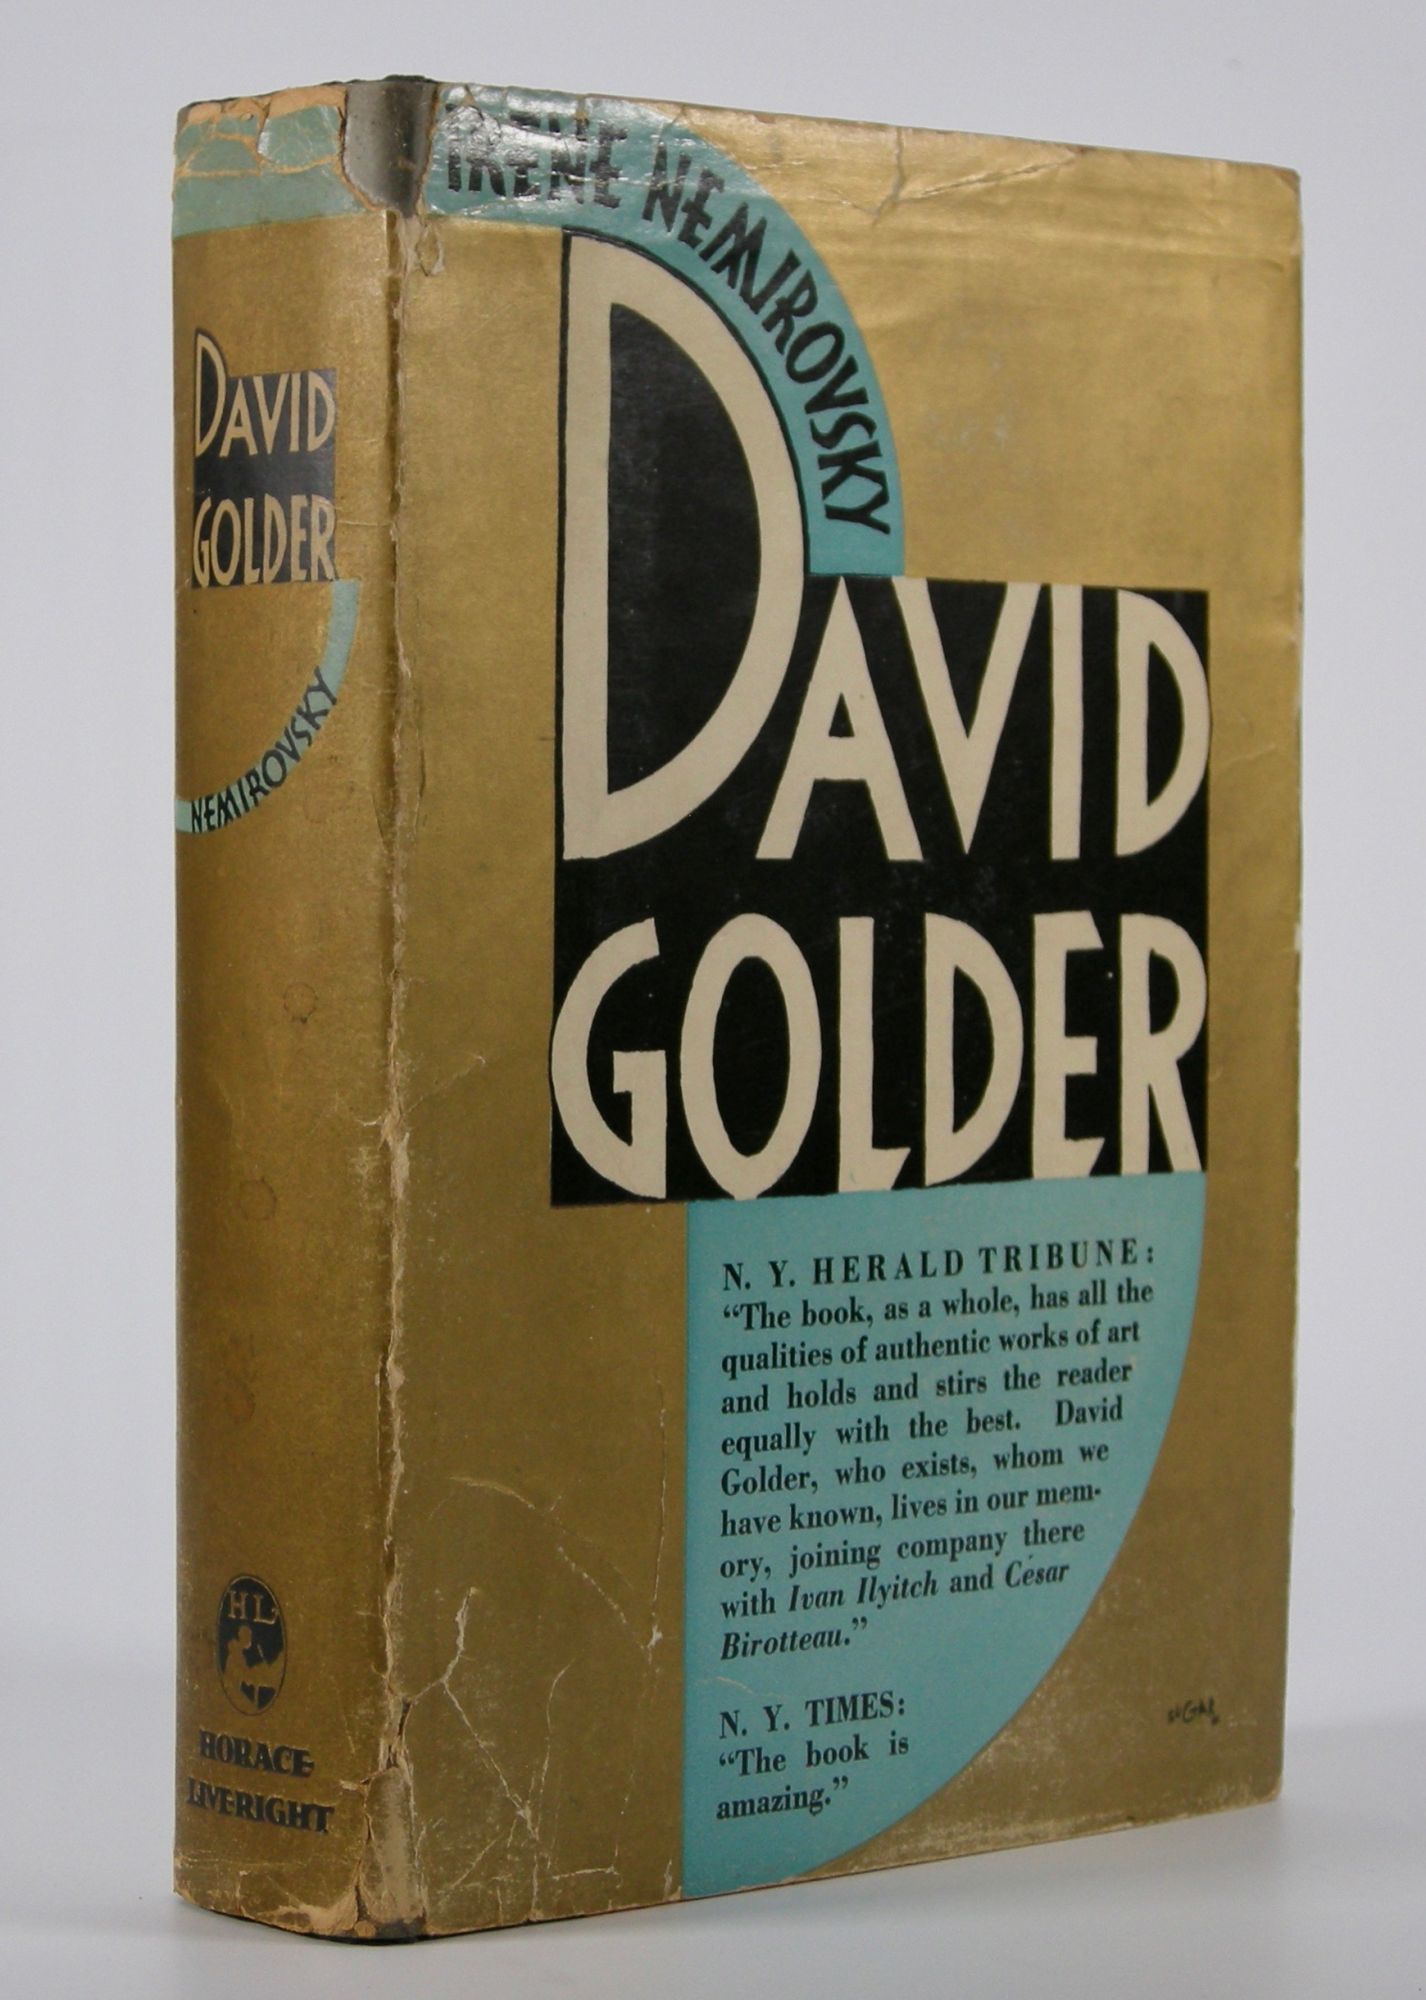 DAVID
GOLDER
NEMIROVSKY
HL
HORACE
LIVERIGHT
IRENE NEMIROVSKY
DAVID
GOLDER
N. Y. HERALD TRIBUNE:
“The book, as a whole, has all the
qualities of authentic works of art
and holds and stirs the reader
equally with the best. David
Golder, who exists, whom we
have known, lives in our mem-
ory, joining company there
with Ivan Ilyitch and César
Birotteau.”
N. Y. TIMES:
“The book is
amazing.”